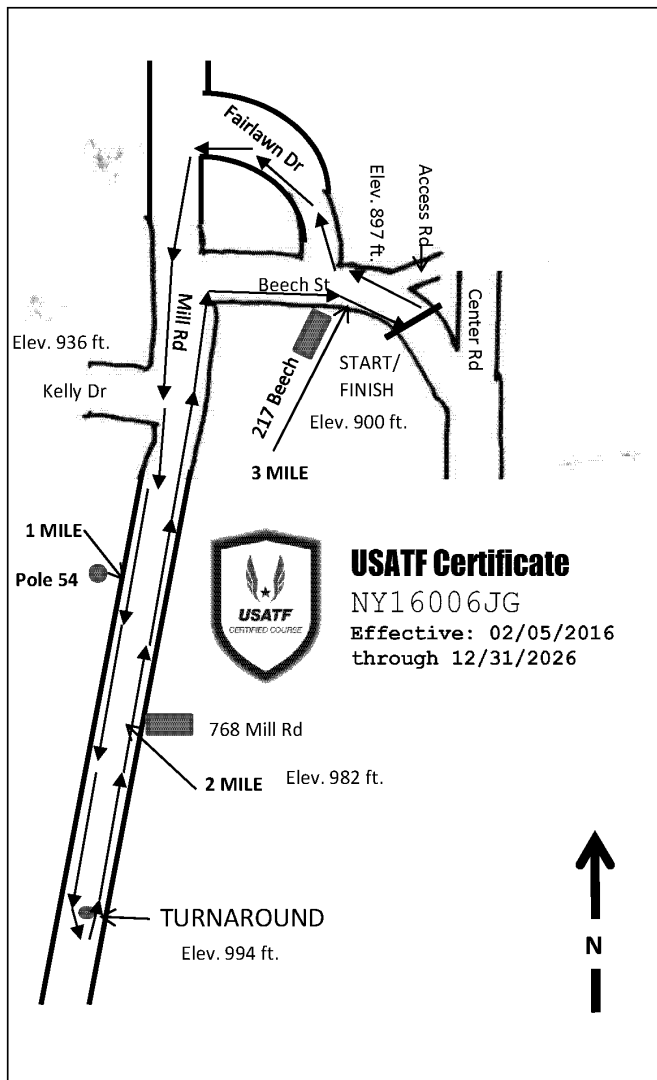 Fairlawn Dr
Elev. 897 ft.
Access Rd
Beech St
Center Rd
Mill Rd
Elev. 936 ft.
Kelly Dr
217 Beech
START/
FINISH
Elev. 900 ft.
3 MILE
1 MILE
Pole 54
USATF
CERTIFIED COURSE
USATF Certificate
NY16006JG
Effective: 02/05/2016
through 12/31/2026
768 Mill Rd
2 MILE
Elev. 982 ft.
TURNAROUND
Elev. 994 ft.
N